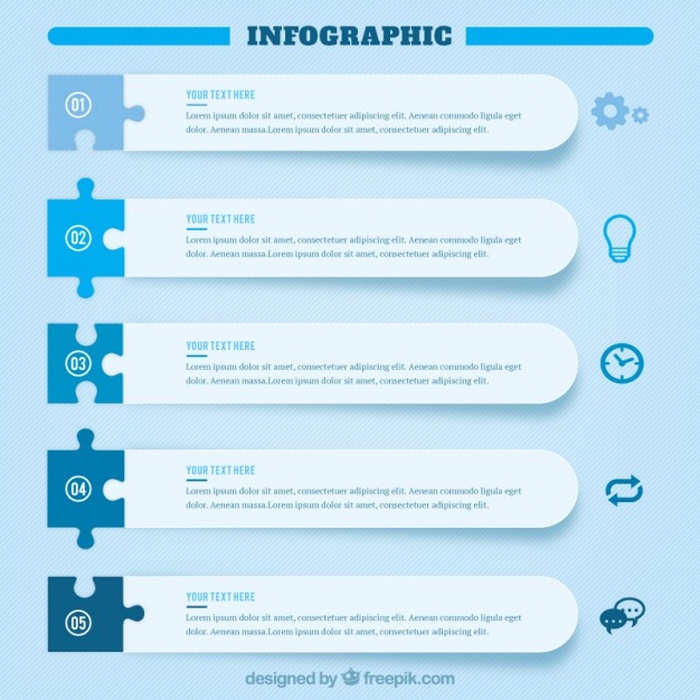 INFOGRAPHIC
01
YOUR TEXT HERE
Lorem ipsum dolor sit amet, consectetuer adipiscing elit. Aenean commodo ligula eget
dolor. Aenean massa.Lorem ipsum dolor sit amet, consectetuer adipiscing elit.
02
YOUR TEXT HERE
Lorem ipsum dolor sit amet, consectetuer adipiscing elit. Aenean commodo ligula eget
dolor. Aenean massa.Lorem ipsum dolor sit amet, consectetuer adipiscing elit.
03
YOUR TEXT HERE
Lorem ipsum dolor sit amet, consectetuer adipiscing elit. Aenean commodo ligula eget
dolor. Aenean massa.Lorem ipsum dolor sit amet, consectetuer adipiscing elit.
04
YOUR TEXT HERE
Lorem ipsum dolor sit amet, consectetuer adipiscing elit. Aenean commodo ligula eget
dolor. Aenean massa.Lorem ipsum dolor sit amet, consectetuer adipiscing elit.
05
YOUR TEXT HERE
Lorem ipsum dolor sit amet, consectetuer adipiscing elit. Aenean commodo ligula eget
dolor. Aenean massa.Lorem ipsum dolor sit amet, consectetuer adipiscing elit.
designed by freepik.com